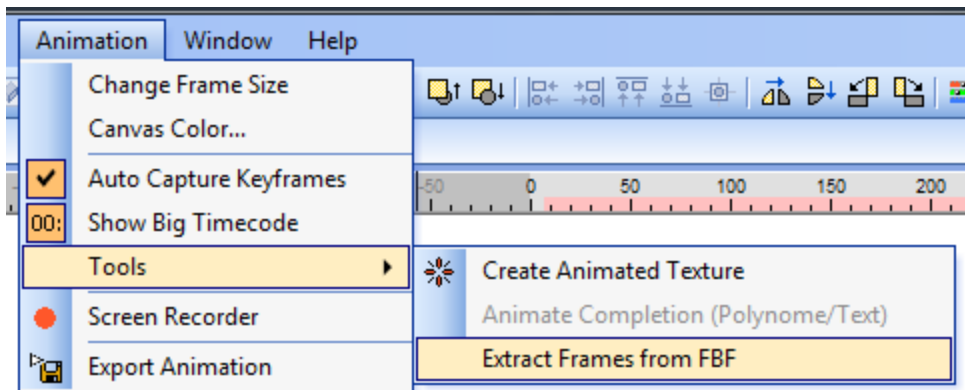 Animation Window Help
Change Frame Size
Canvas Color...
Auto Capture Keyframes
-50 0 50 100 150 200
00: Show Big Timecode
Tools
Create Animated Texture
Animate Completion (Polynome/Text)
Extract Frames from FBF
Screen Recorder
Export Animation